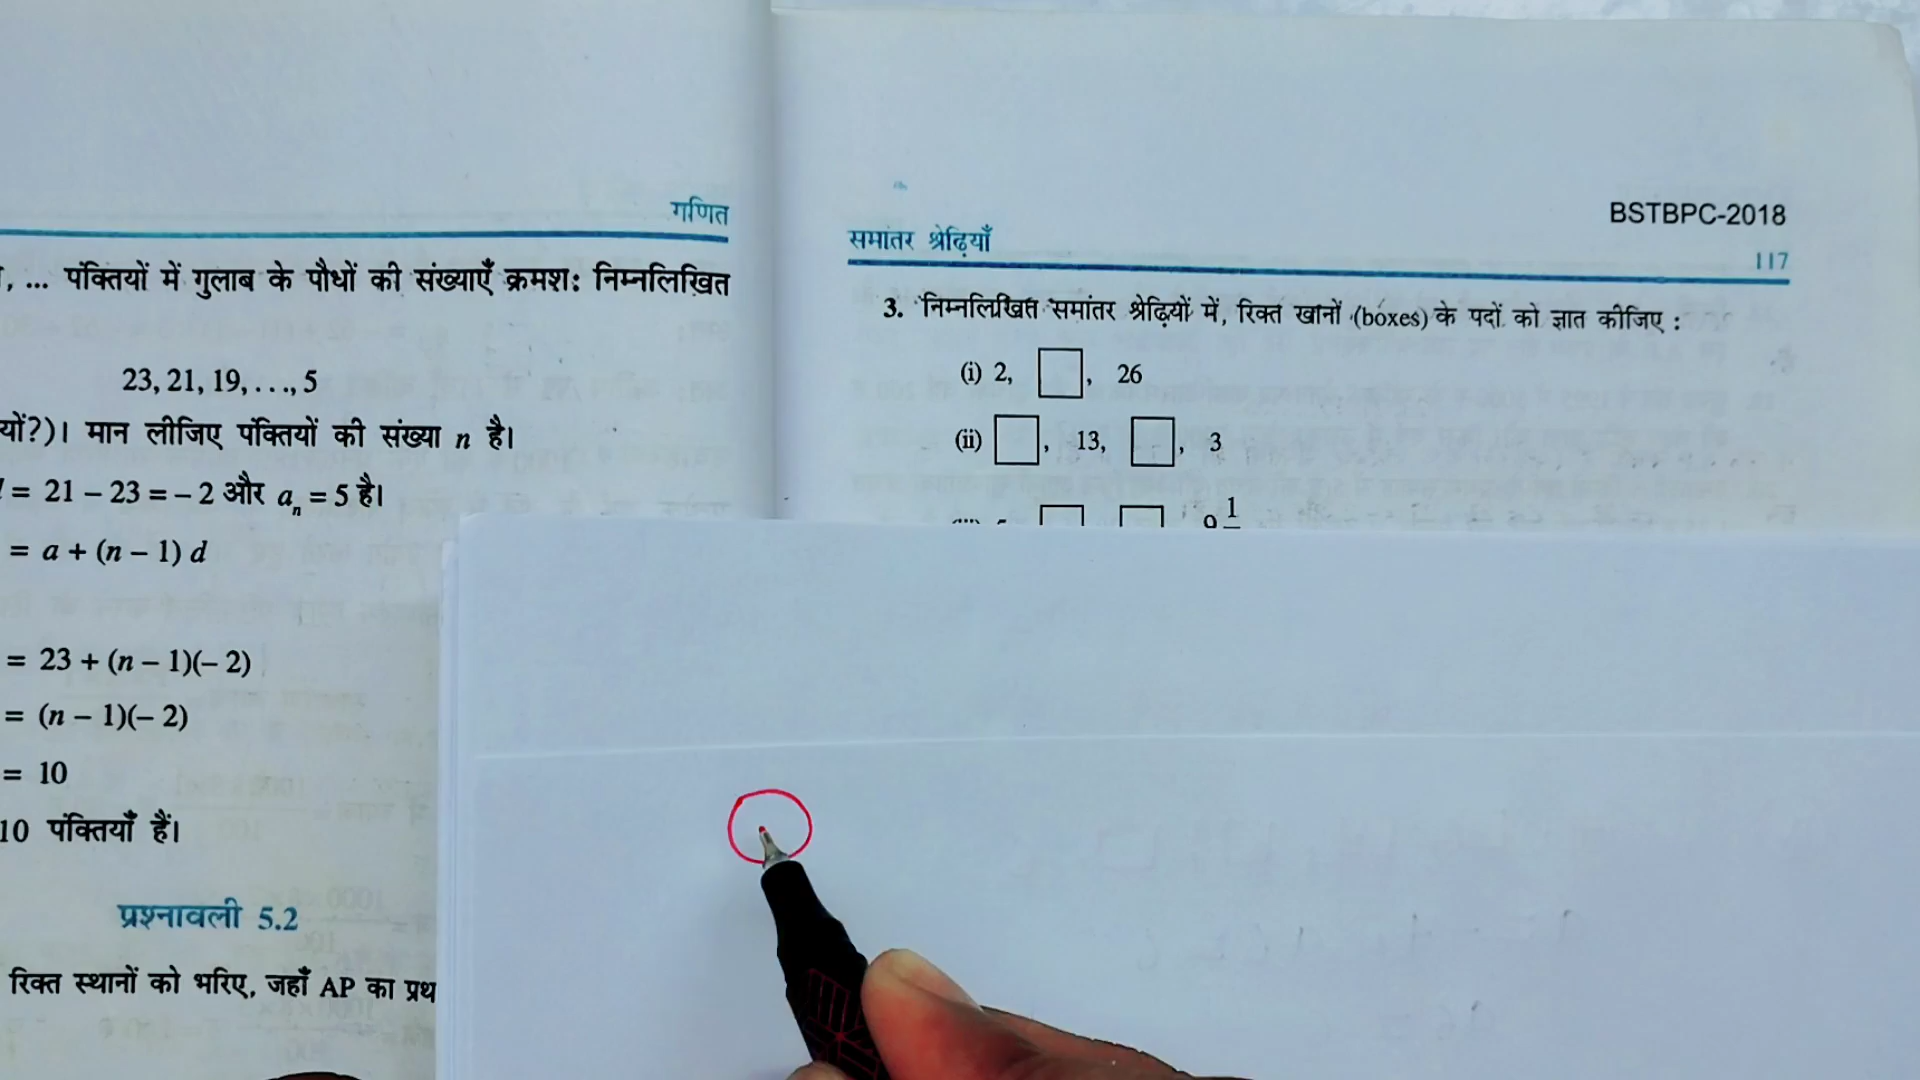 गणित
, ... पंक्तियों में गुलाब के पौधों की संख्याएँ क्रमश: निम्नलिखित
23, 21, 19, . . ., 5
यों?)। मान लीजिए पंक्तियों की संख्या n है।
= 21 – 23 = – 2 और aₙ = 5 है।
= a + (n – 1) d
= 23 + (n – 1)(– 2)
= (n – 1)(– 2)
= 10
10 पंक्तियाँ हैं।
प्रश्नावली 5.2
रिक्त स्थानों को भरिए, जहाँ AP का प्रथ
BSTBPC-2018
समांतर श्रेढ़ियाँ
117
3. निम्नलिखित समांतर श्रेढ़ियों में, रिक्त खानों (boxes) के पदों को ज्ञात कीजिए :
(i) 2, □, 26
(ii) □, 13, □, 3